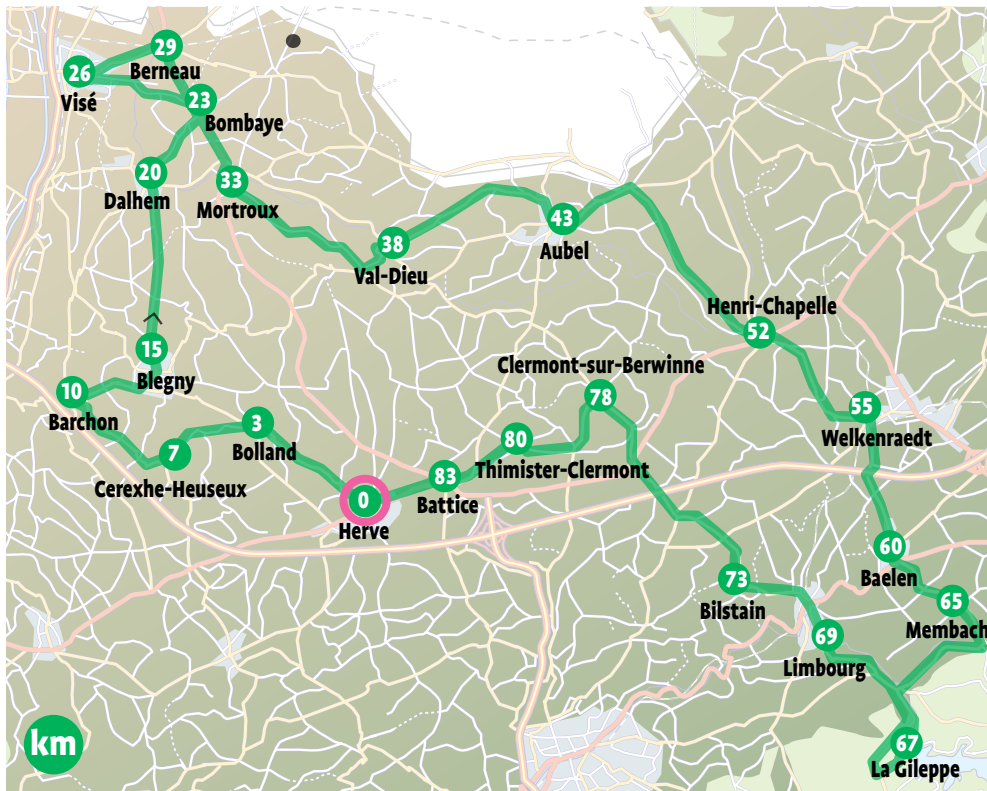 29
Berneau
26
Visé
23
Bombaye
20
Dalhem
33
Mortroux
38
Val-Dieu
43
Aubel
Henri-Chapelle
52
15
Blegny
10
Barchon
3
Bolland
7
Cerexhe-Heuseux
Clermont-sur-Berwinne
78
80
Thimister-Clermont
83
Battice
0
Herve
55
Welkenraedt
60
Baelen
65
Membach
73
Bilstain
69
Limbourg
67
La Gileppe
km